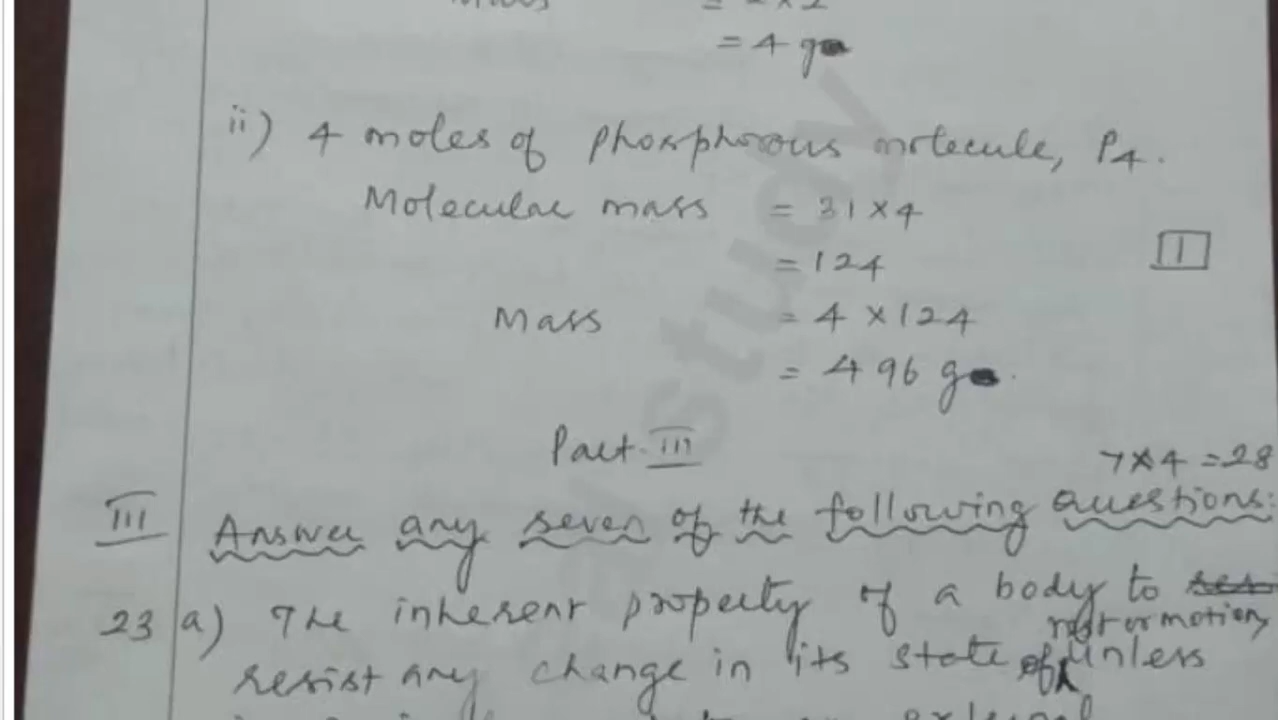 = 4 g
ii) 4 moles of phosphorous molecule, P4.
Molecular mass = 31 × 4
= 124
1
Mass = 4 × 124
= 496 g.
Part-III
7×4=28
III Answer any seven of the following Questions:
23 a) The inherent property of a body to
resist any change in its state of rest or motion, unless
external
study